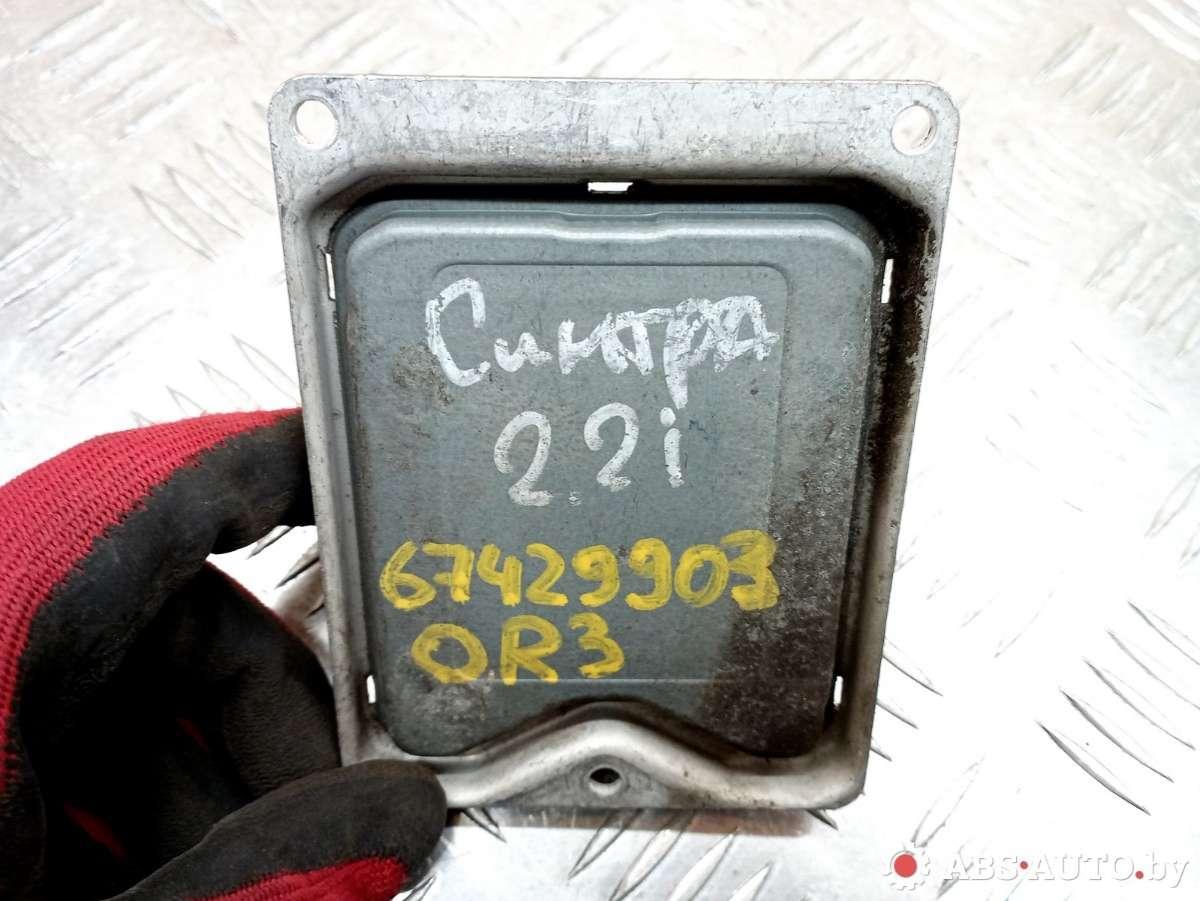 Синтра
2.2i
67429903
OR3
ABS-AUTO.by